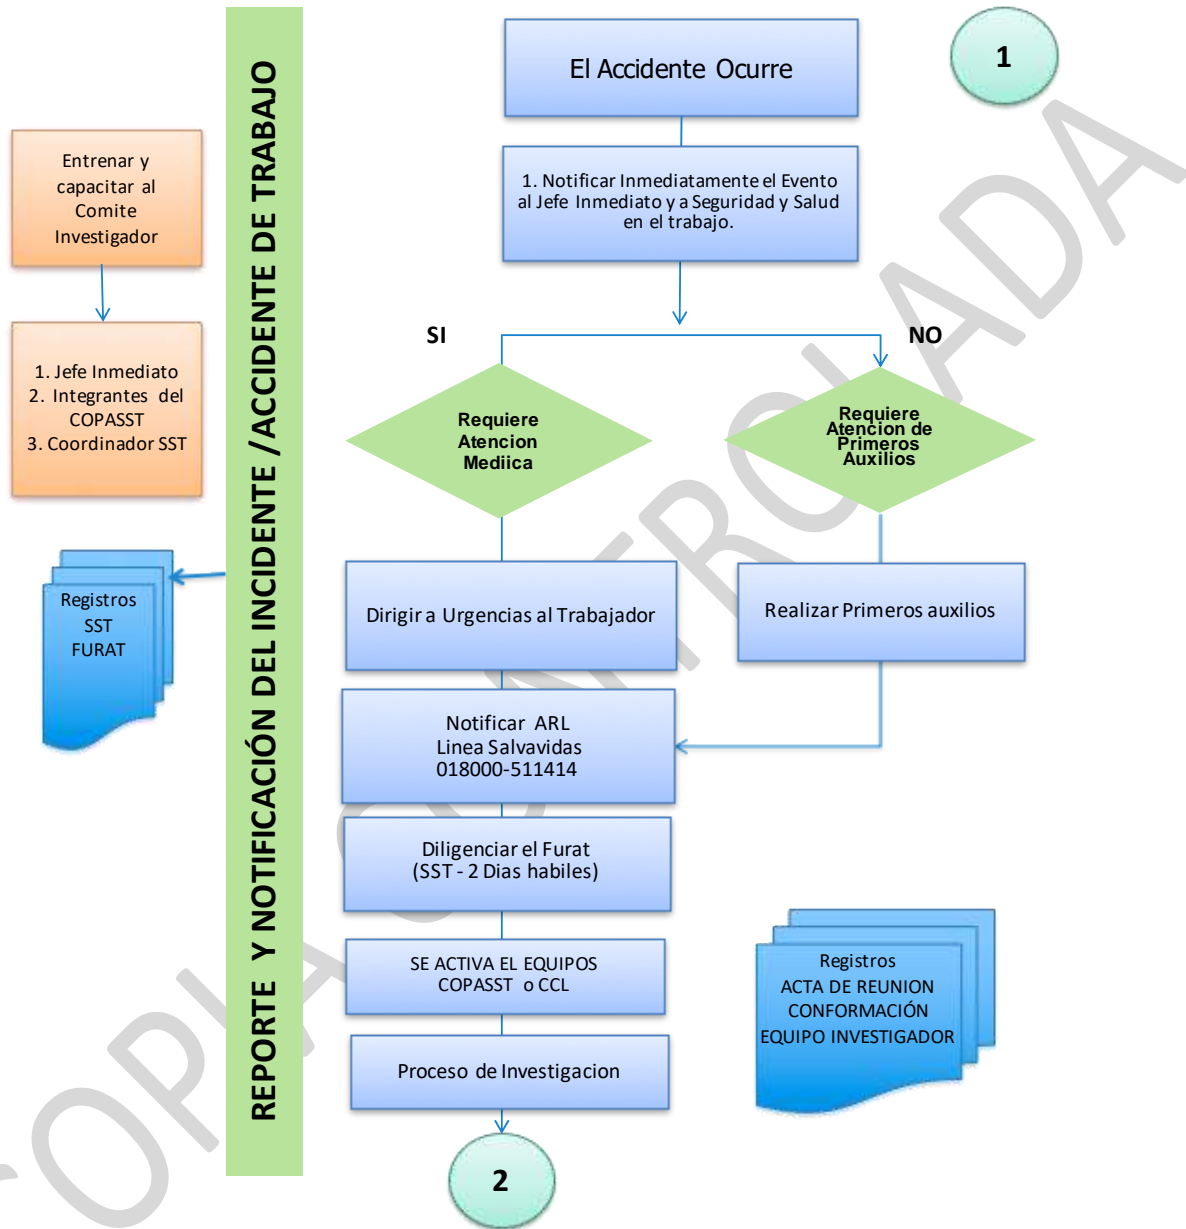 El Accidente Ocurre
1
REPORTE Y NOTIFICACIÓN DEL INCIDENTE /ACCIDENTE DE TRABAJO
Entrenar y
capacitar al
Comite
Investigador
1. Notificar Inmediatamente el Evento
al Jefe Inmediato y a Seguridad y Salud
en el trabajo.
SI
NO
1. Jefe Inmediato
2. Integrantes del
COPASST
3. Coordinador SST
Requiere
Atencion
Mediica
Requiere
Atencion de
Primeros
Auxilios
Registros
SST
FURAT
Dirigir a Urgencias al Trabajador
Realizar Primeros auxilios
Notificar ARL
Linea Salvavidas
018000-511414
Diligenciar el Furat
(SST - 2 Dias habiles)
SE ACTIVA EL EQUIPOS
COPASST o CCL
Registros
ACTA DE REUNION
CONFORMACIÓN
EQUIPO INVESTIGADOR
Proceso de Investigacion
2
COPIA CONTROLADA